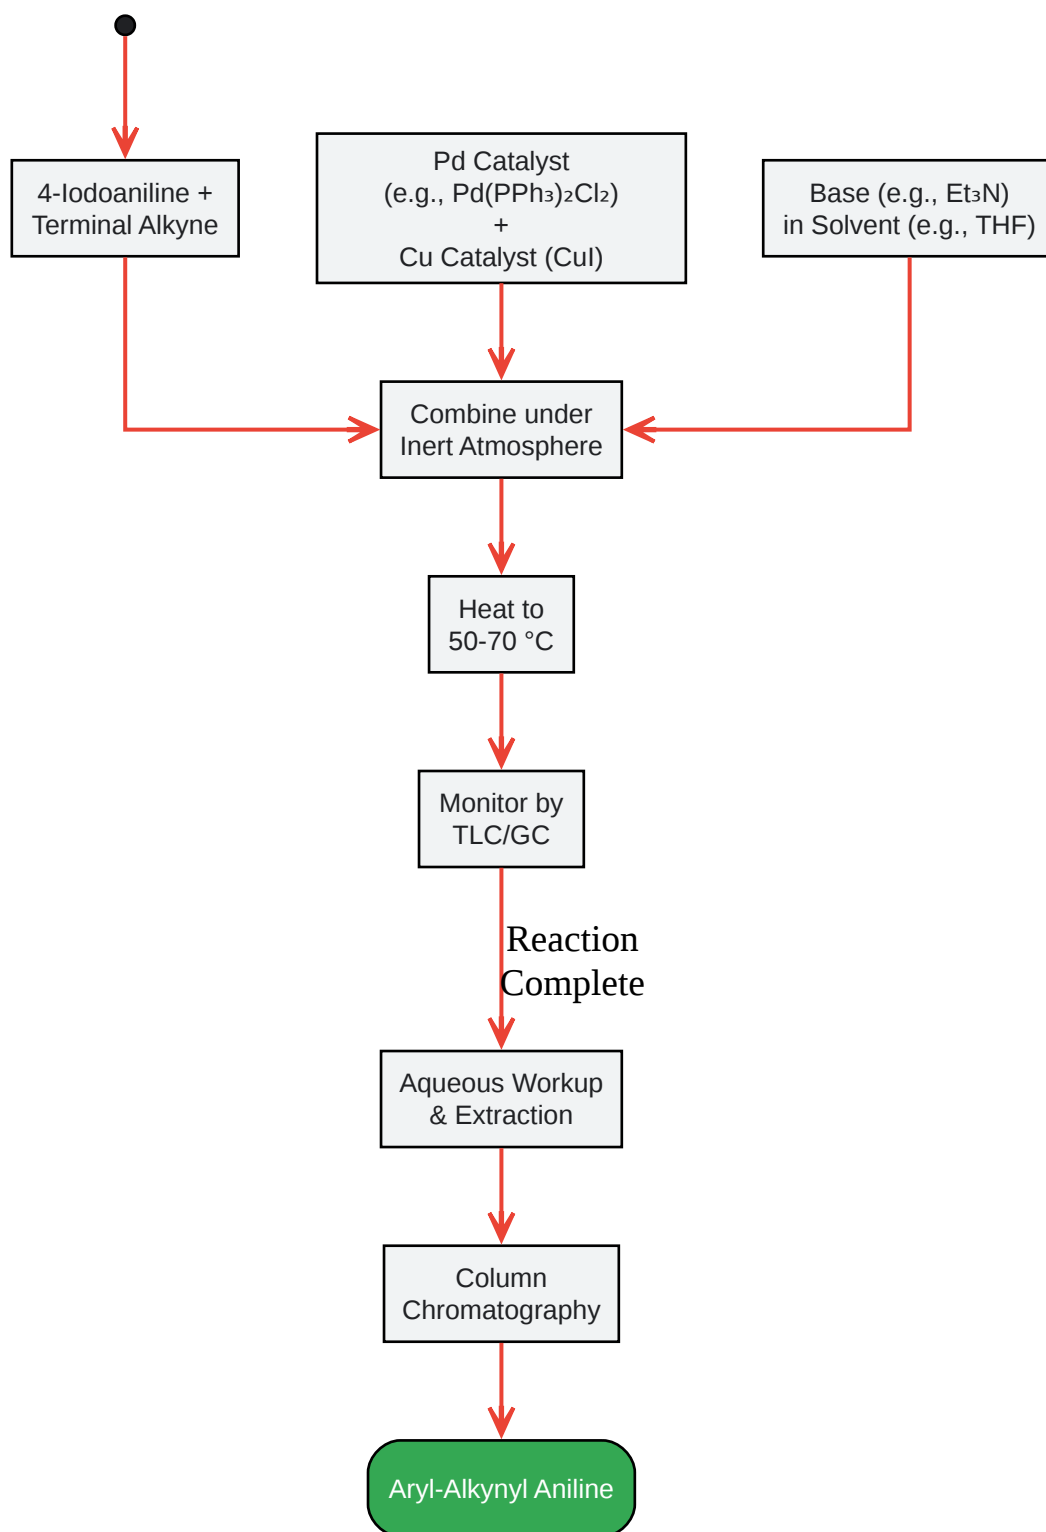 4-Iodoaniline +
Terminal Alkyne
Pd Catalyst
(e.g., Pd(PPh₃)₂Cl₂)
+
Cu Catalyst (CuI)
Base (e.g., Et₃N)
in Solvent (e.g., THF)
Combine under
Inert Atmosphere
Heat to
50-70 °C
Monitor by
TLC/GC
Reaction
Complete
Aqueous Workup
& Extraction
Column
Chromatography
Aryl-Alkynyl Aniline